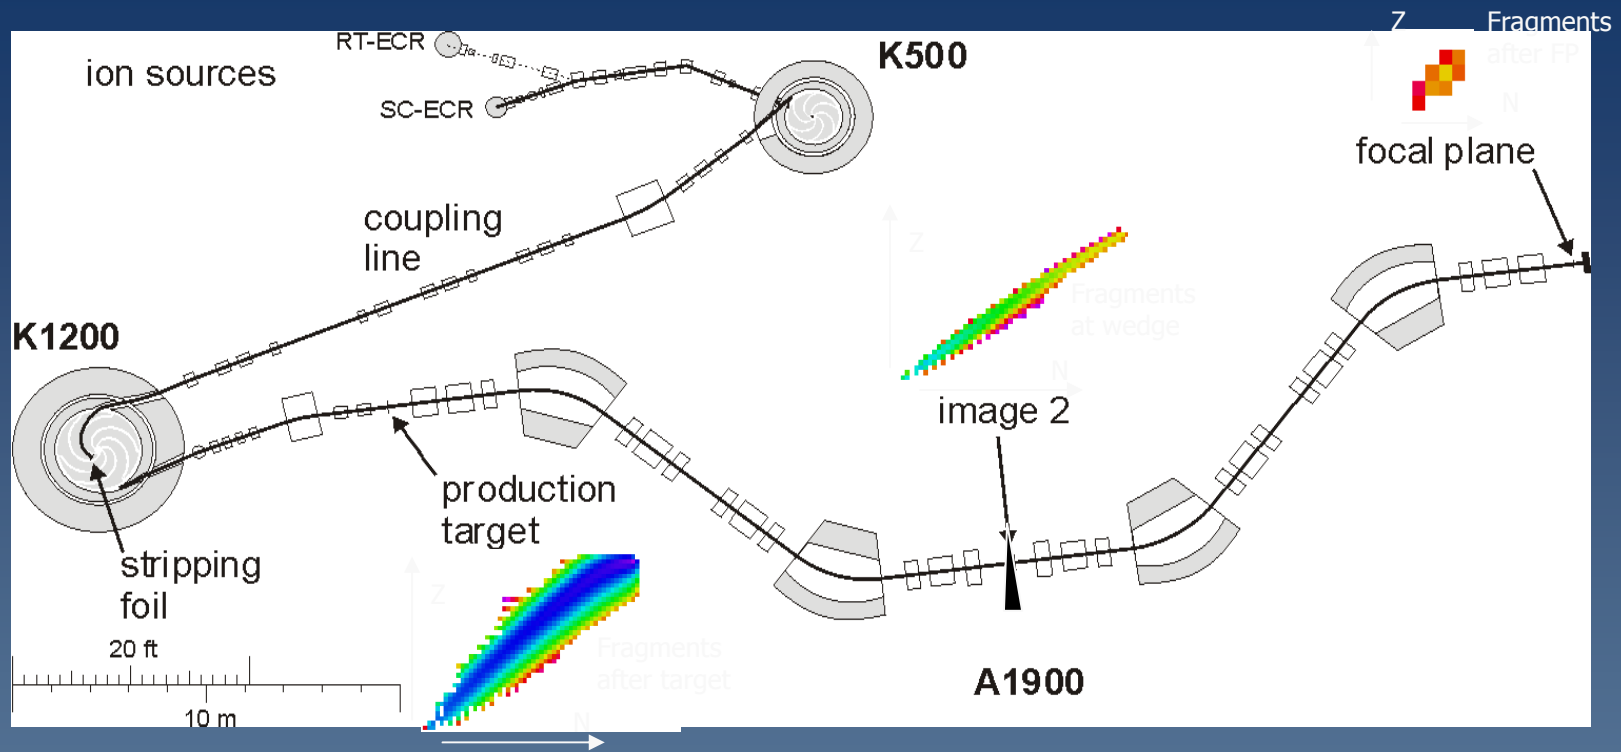 Z
Fragments
after FP
N
RT-ECR
K500
ion sources
SC-ECR
focal plane
coupling
line
Z
Fragments
at wedge
N
K1200
image 2
production
target
stripping
foil
Z
Fragments
after target
N
20 ft
10 m
A1900